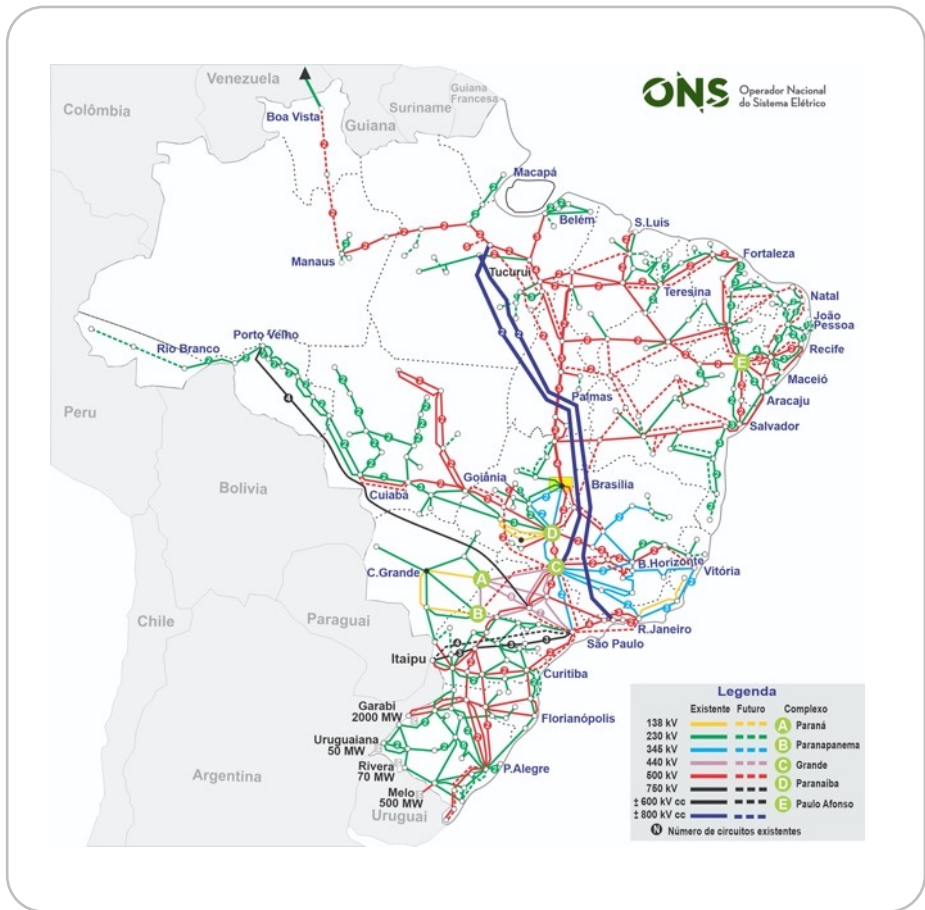 Venezuela
Guiana
Francesa
Colômbia
Suriname
Boa Vista
Guiana
ONS
Operador Nacional
do Sistema Elétrico
Macapá
Belém
S.Luis
Manaus
Tucuruí
Fortaleza
Teresina
Natal
João
Pessoa
Porto Velho
Rio Branco
Recife
E
Maceió
Palmas
Aracaju
Peru
Salvador
Bolívia
Cuiabá
Goiânia
Brasília
D
C
B.Horizonte
Vitória
C.Grande
A
B
Paraguai
Chile
R.Janeiro
São Paulo
Itaipu
Curitiba
Garabi
2000 MW
Florianópolis
Uruguaiana
50 MW
Rivera
70 MW
P.Alegre
Argentina
Melo
500 MW
Uruguai
Legenda
Existente Futuro Complexo
138 kV A Paraná
230 kV
345 kV B Paranapanema
440 kV C Grande
500 kV
750 kV D Paranaíba
± 600 kV cc E Paulo Afonso
± 800 kV cc
N Número de circuitos existentes